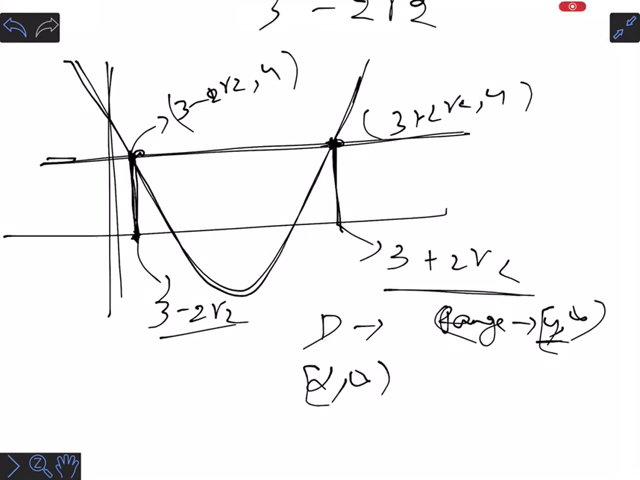 3 - 2√2
(3-2√2, 4)
(3+2√2, 4)
3 + 2√2
3-2√2
D → Range → [4, ∞)
[α, ∞)